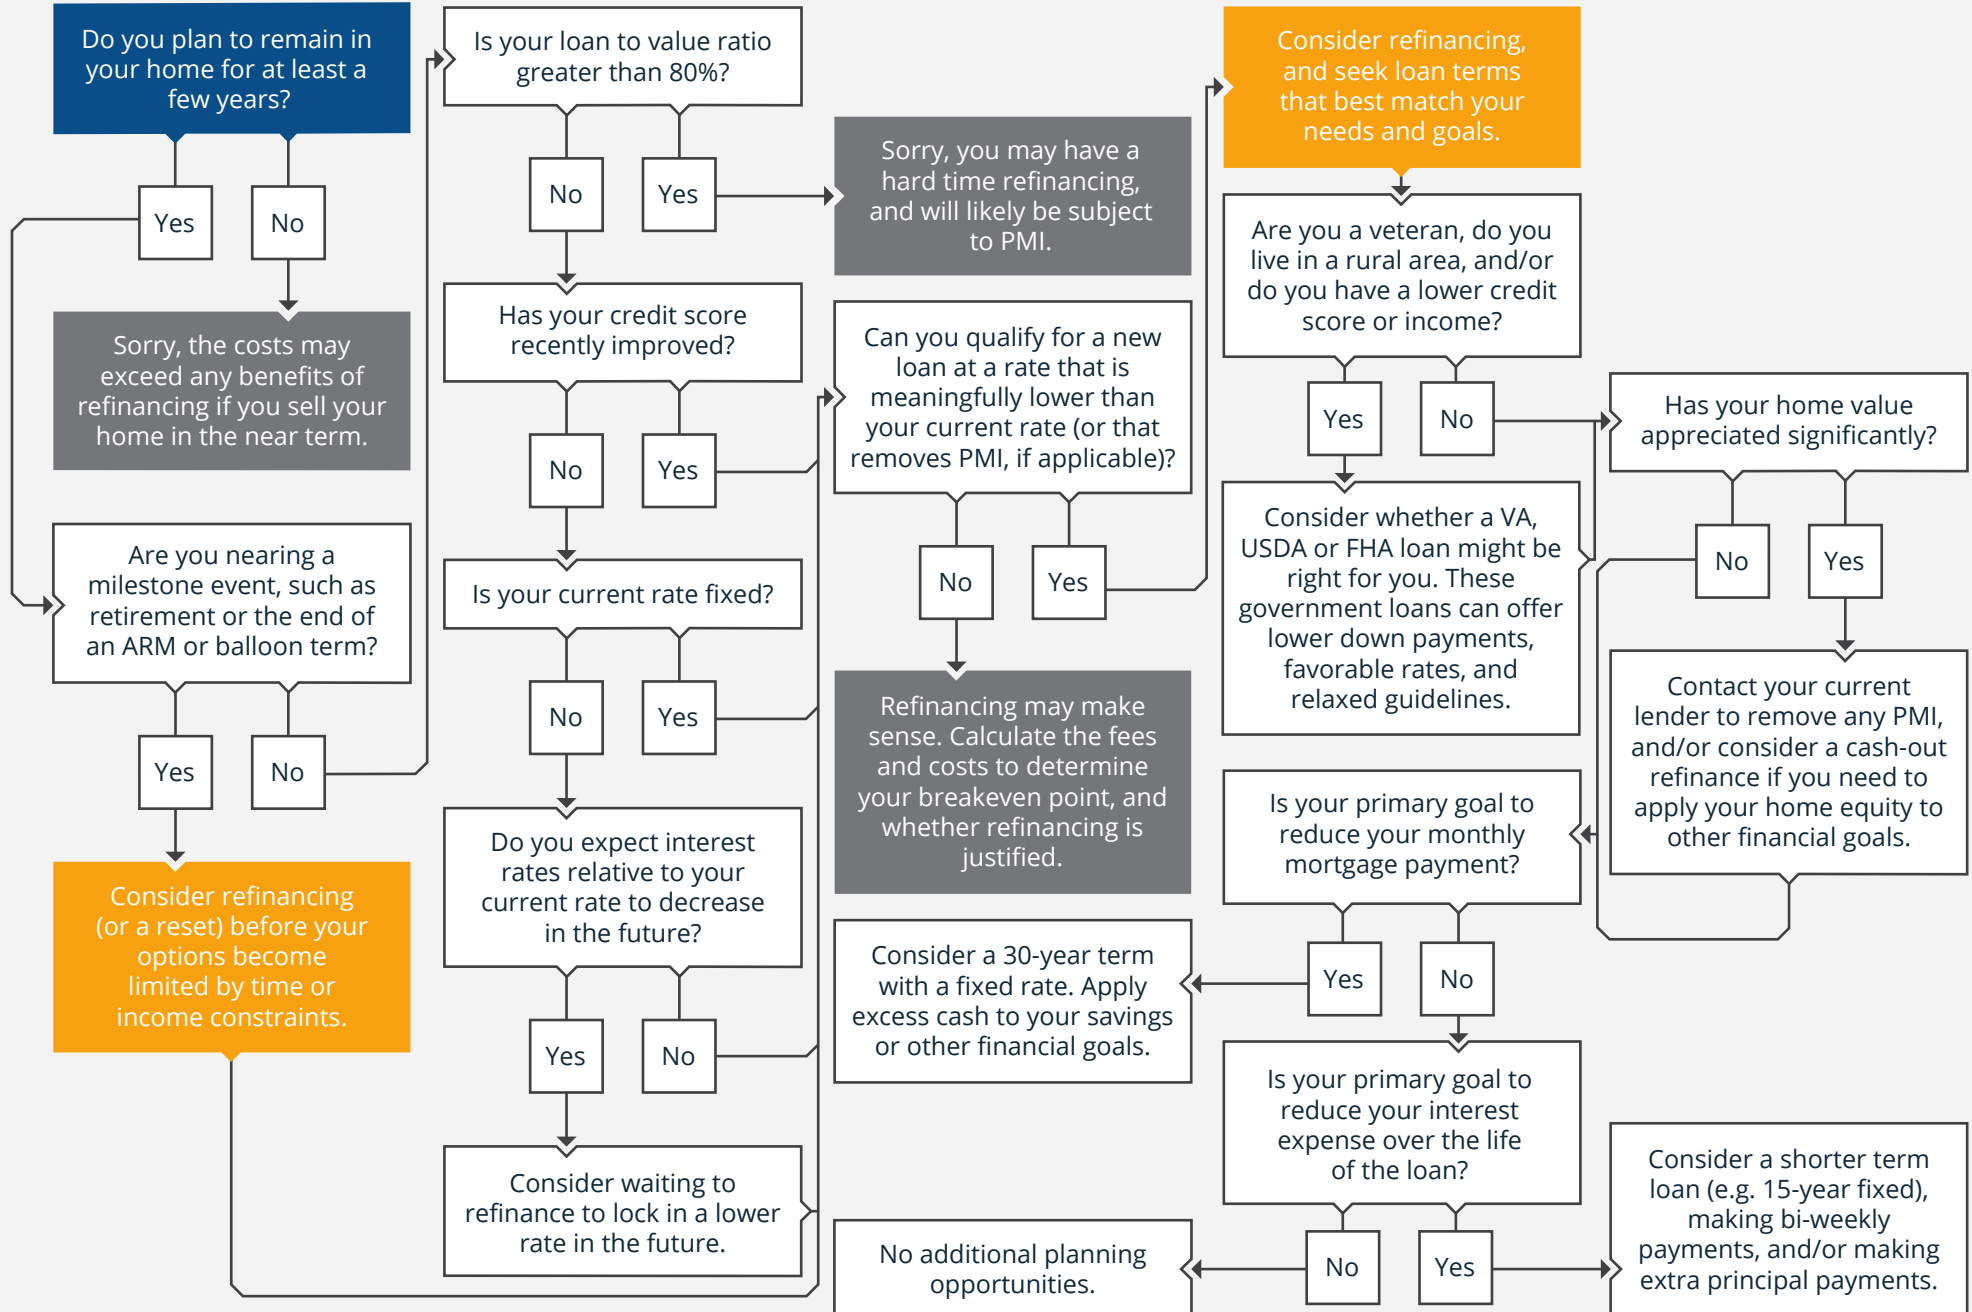 Do you plan to remain in
your home for at least a
few years?
Yes
No
Sorry, the costs may
exceed any benefits of
refinancing if you sell your
home in the near term.
Are you nearing a
milestone event, such as
retirement or the end of
an ARM or balloon term?
Yes
No
Consider refinancing
(or a reset) before your
options become
limited by time or
income constraints.
Is your loan to value ratio
greater than 80%?
No
Yes
Sorry, you may have a
hard time refinancing,
and will likely be subject
to PMI.
Has your credit score
recently improved?
No
Yes
Is your current rate fixed?
No
Yes
Do you expect interest
rates relative to your
current rate to decrease
in the future?
Yes
No
Consider waiting to
refinance to lock in a lower
rate in the future.
Can you qualify for a new
loan at a rate that is
meaningfully lower than
your current rate (or that
removes PMI, if applicable)?
No
Yes
Refinancing may make
sense. Calculate the fees
and costs to determine
your breakeven point, and
whether refinancing is
justified.
Consider refinancing,
and seek loan terms
that best match your
needs and goals.
Are you a veteran, do you
live in a rural area, and/or
do you have a lower credit
score or income?
Yes
No
Consider whether a VA,
USDA or FHA loan might be
right for you. These
government loans can offer
lower down payments,
favorable rates, and
relaxed guidelines.
Has your home value
appreciated significantly?
No
Yes
Contact your current
lender to remove any PMI,
and/or consider a cash-out
refinance if you need to
apply your home equity to
other financial goals.
Is your primary goal to
reduce your monthly
mortgage payment?
Yes
No
Consider a 30-year term
with a fixed rate. Apply
excess cash to your savings
or other financial goals.
Is your primary goal to
reduce your interest
expense over the life
of the loan?
No
Yes
No additional planning
opportunities.
Consider a shorter term
loan (e.g. 15-year fixed),
making bi-weekly
payments, and/or making
extra principal payments.